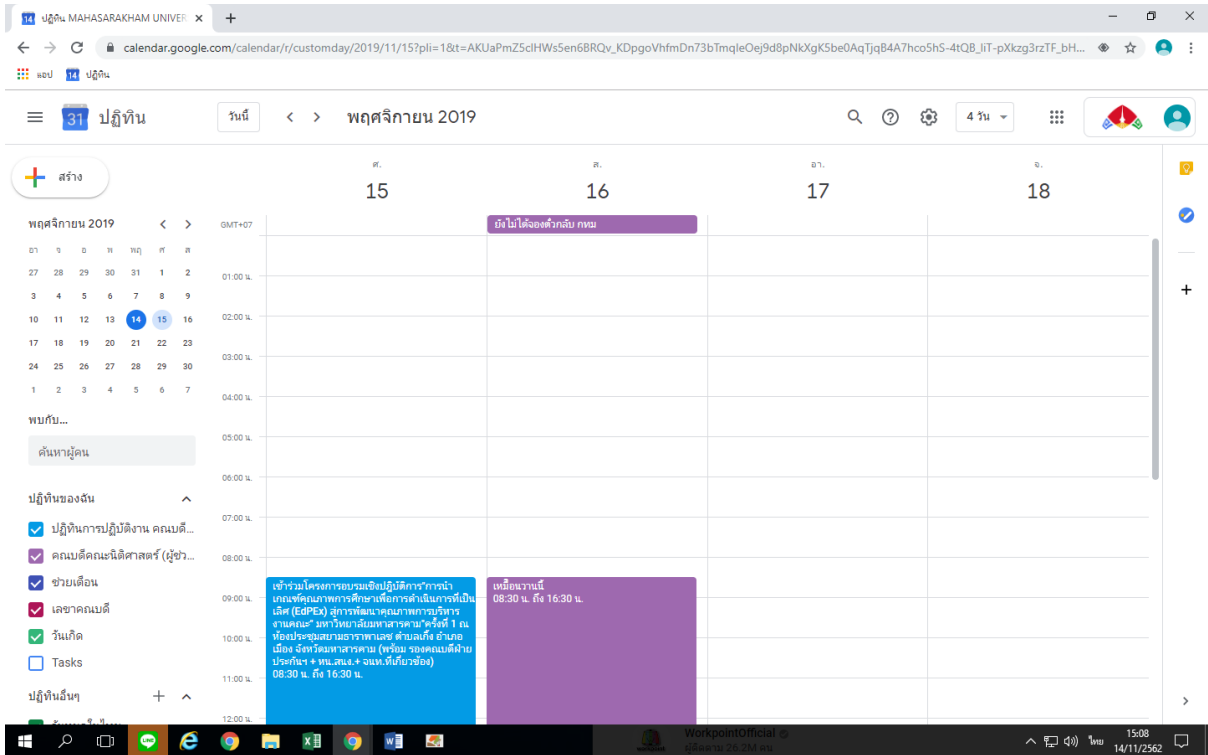 ปฏิทิน MAHASARAKHAM UNIVER
calendar.google.com/calendar/r/customday/2019/11/15?pli=1&t=AKUaPmZ5clHWs5en6BRQv_KDpgoVhfmDn73bTmqleOej9d8pNkXgK5be0AqTjqB4A7hco5hS-4tQB_liT-pXkzg3rzTF_bH...
แอป
14 ปฏิทิน
31 ปฏิทิน
วันนี้
พฤศจิกายน 2019
4 วัน
สร้าง
ศ. ส. อา. จ.
15 16 17 18
GMT+07
ยังไม่ได้จองตั๋วกลับ กทม
พฤศจิกายน 2019
อา จ อ พ พฤ ศ ส
27 28 29 30 31 1 2
3 4 5 6 7 8 9
10 11 12 13 14 15 16
17 18 19 20 21 22 23
24 25 26 27 28 29 30
1 2 3 4 5 6 7
พบกับ...
ค้นหาผู้คน
ปฏิทินของฉัน
ปฏิทินการปฏิบัติงาน คณบดี...
คณบดีคณะนิติศาสตร์ (ผู้ช่ว...
ช่วยเตือน
เลขาคณบดี
วันเกิด
Tasks
ปฏิทินอื่นๆ
01:00 น.
02:00 น.
03:00 น.
04:00 น.
05:00 น.
06:00 น.
07:00 น.
08:00 น.
09:00 น.
10:00 น.
11:00 น.
12:00 น.
เข้าร่วมโครงการอบรมเชิงปฏิบัติการ"การนำ
เกณฑ์คุณภาพการศึกษาเพื่อการดำเนินการที่เป็น
เลิศ (EdPEx) สู่การพัฒนาคุณภาพการบริหาร
งานคณะ" มหาวิทยาลัยมหาสารคาม"ครั้งที่ 1 ณ
ห้องประชุมสยามธาราพาเลซ ตำบลเกิ้ง อำเภอ
เมือง จังหวัดมหาสารคาม (พร้อม รองคณบดีฝ่าย
ประกันฯ + หน.สนง.+ จนท.ที่เกี่ยวข้อง)
08:30 น. ถึง 16:30 น.
เหมือนวานนี้
08:30 น. ถึง 16:30 น.
WorkpointOfficial
ผู้ติดตาม 26.2M คน
ไทย
15:08
14/11/2562